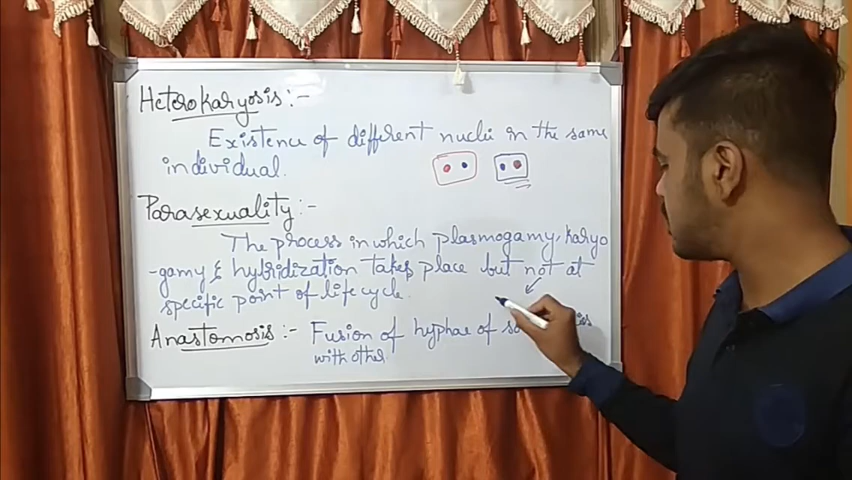 Heterokaryosis :-
Existence of different nuclei in the same
individual.
Parasexuality :-
The process in which plasmogamy, karyo
-gamy & hybridization takes place but not at
specific point of life cycle.
Anastomosis :- Fusion of hyphae of
with other